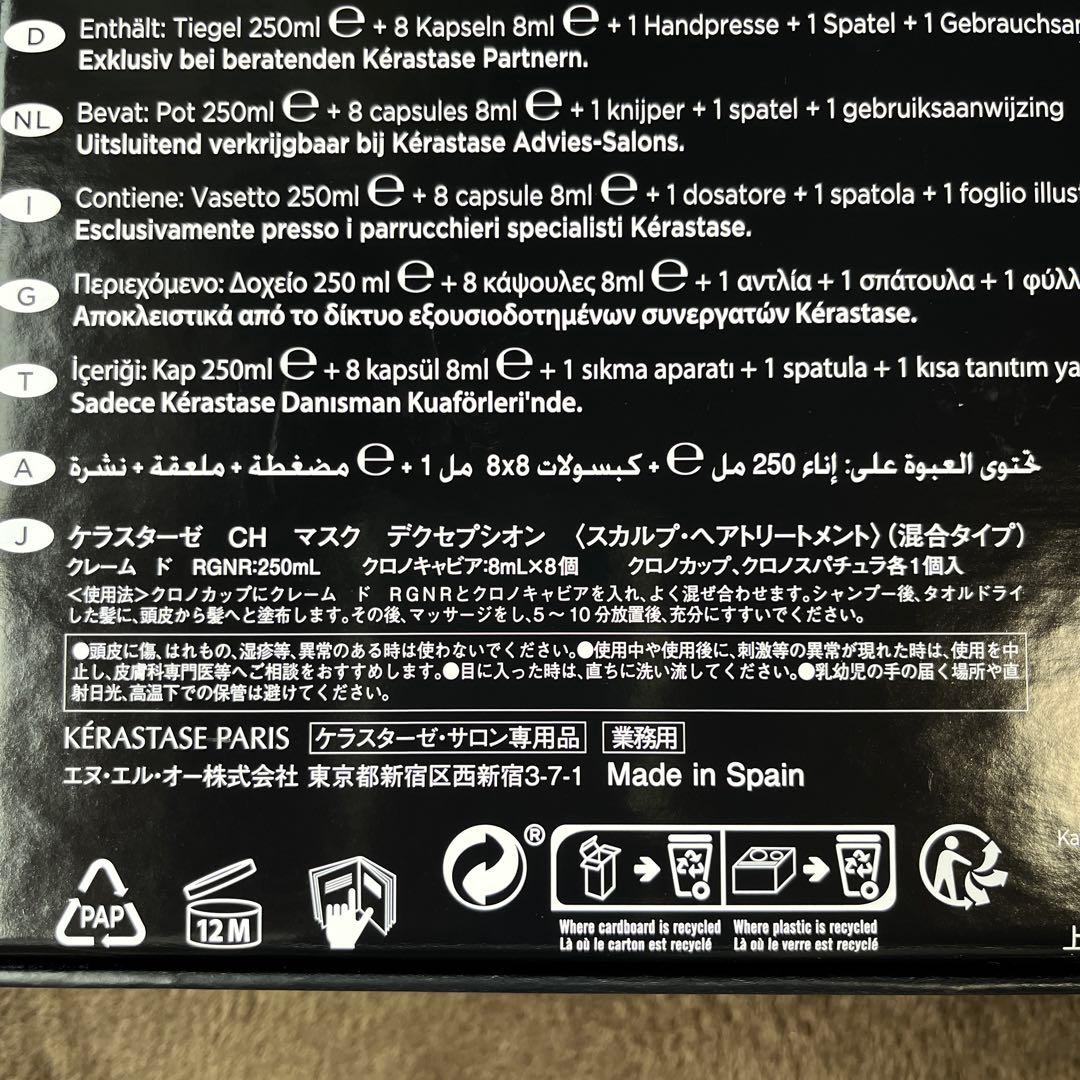 D Enthält: Tiegel 250ml ℮ + 8 Kapseln 8ml ℮ + 1 Handpresse + 1 Spatel + 1 Gebrauchsan
Exklusiv bei beratenden Kérastase Partnern.
NL Bevat: Pot 250ml ℮ + 8 capsules 8ml ℮ + 1 knijper + 1 spatel + 1 gebruiksaanwijzing
Uitsluitend verkrijgbaar bij Kérastase Advies-Salons.
I Contiene: Vasetto 250ml ℮ + 8 capsule 8ml ℮ + 1 dosatore + 1 spatola + 1 foglio illust
Esclusivamente presso i parrucchieri specialisti Kérastase.
G Περιεχόμενο: Δοχείο 250 ml ℮ + 8 κάψουλες 8ml ℮ + 1 αντλία + 1 σπάτουλα + 1 φύλλ
Αποκλειστικά από το δίκτυο εξουσιοδοτημένων συνεργατών Kérastase.
T İçeriği: Kap 250ml ℮ + 8 kapsül 8ml ℮ + 1 sıkma aparatı + 1 spatula + 1 kısa tanıtım ya
Sadece Kérastase Danısman Kuaförleri'nde.
A تحتوى العبوة على: إناء 250 مل ℮ + كبسولات 8x8 مل ℮ + 1 مضغطة + ملعقة + نشرة
J ケラスターゼ CH マスク デクセプシオン 〈スカルプ・ヘアトリートメント〉(混合タイプ)
クレーム ド RGNR:250mL クロノキャビア:8mL×8個 クロノカップ、クロノスパチュラ各1個入
<使用法>クロノカップにクレーム ド RGNRとクロノキャビアを入れ、よく混ぜ合わせます。シャンプー後、タオルドライ
した髪に、頭皮から髪へと塗布します。その後、マッサージをし、5～10分放置後、充分にすすいでください。
●頭皮に傷、はれもの、湿疹等、異常のある時は使わないでください。●使用中や使用後に、刺激等の異常が現れた時は、使用を中
止し、皮膚科専門医等へご相談をおすすめします。●目に入った時は、直ちに洗い流してください。●乳幼児の手の届く場所や直
射日光、高温下での保管は避けてください。
KÉRASTASE PARIS ケラスターゼ・サロン専用品 業務用
エヌ・エル・オー株式会社 東京都新宿区西新宿3-7-1 Made in Spain
Ka
PAP
12M
®
Where cardboard is recycled
Là où le carton est recyclé
Where plastic is recycled
Là où le verre est recyclé
上